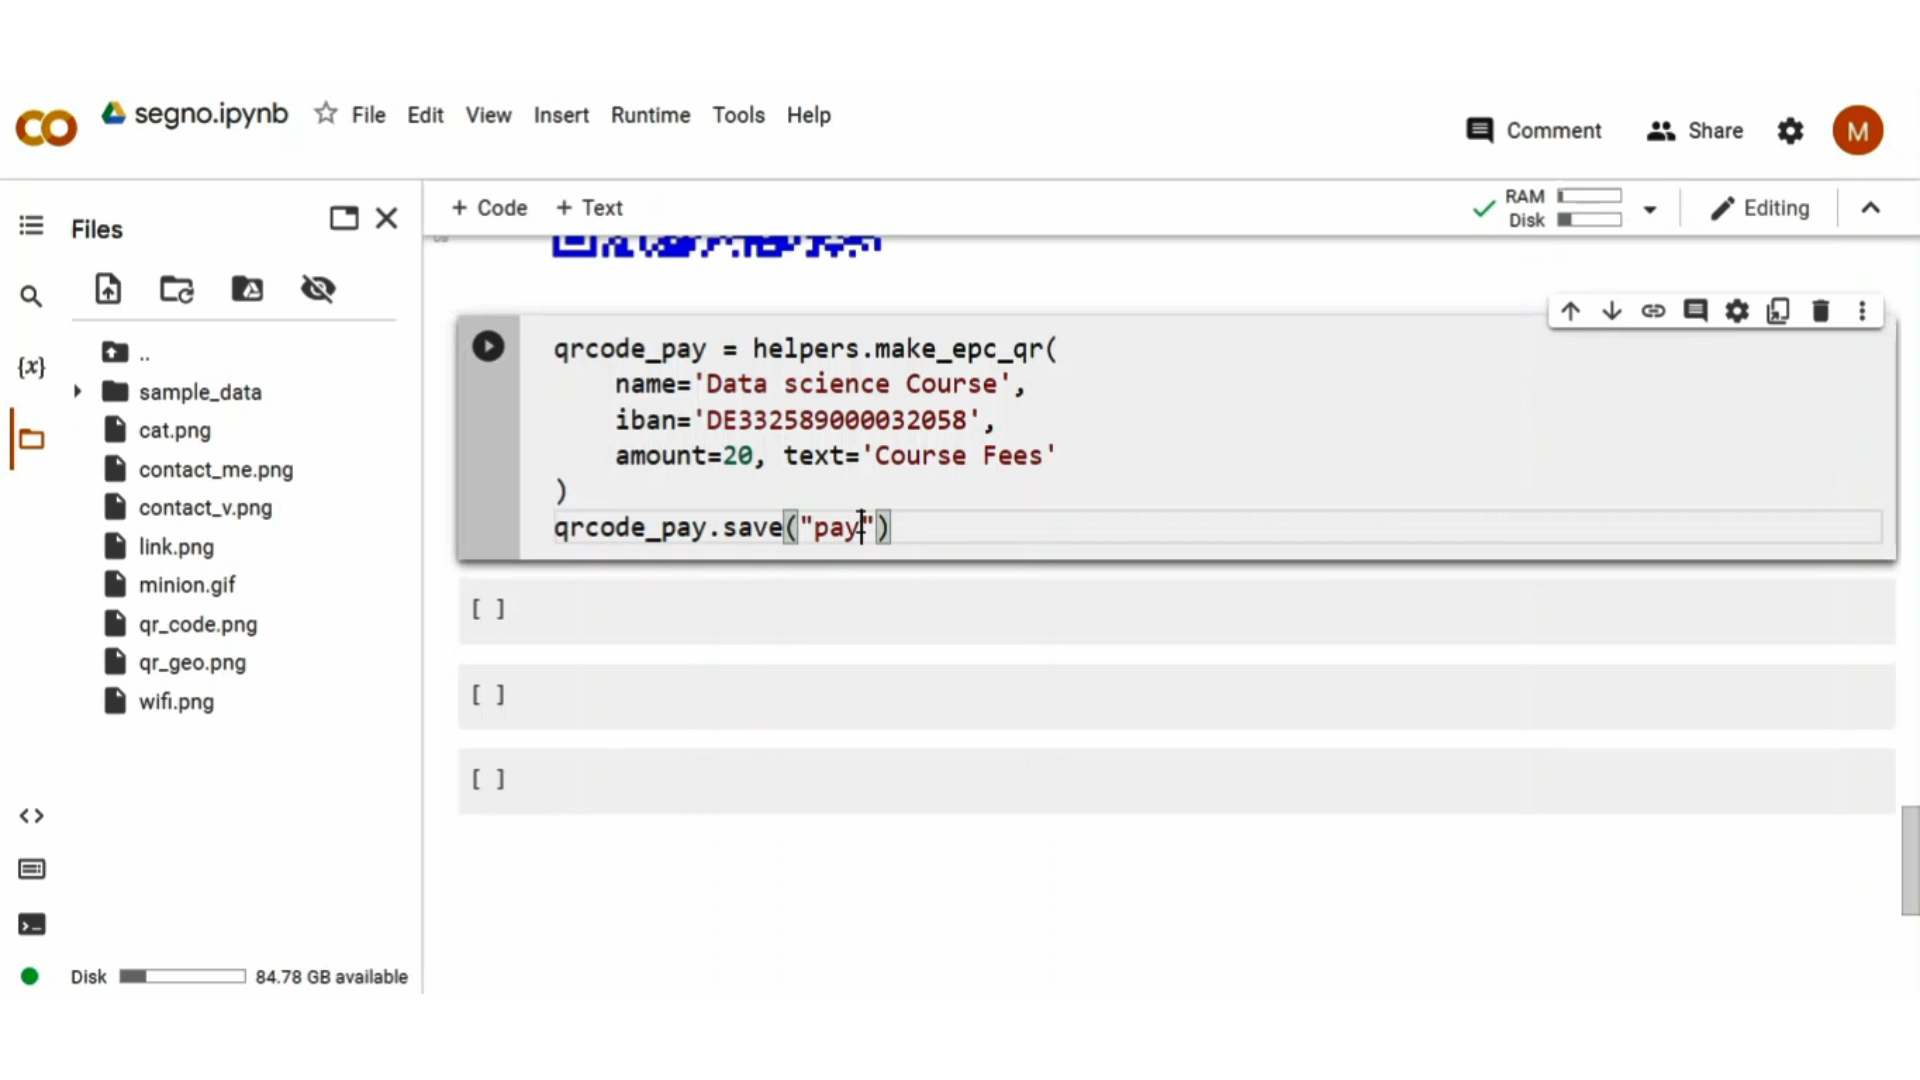 segno.ipynb File Edit View Insert Runtime Tools Help
Comment Share M
Files
+ Code + Text
RAM
Disk
Editing
..
sample_data
cat.png
contact_me.png
contact_v.png
link.png
minion.gif
qr_code.png
qr_geo.png
wifi.png
{x}
qrcode_pay = helpers.make_epc_qr(
name='Data science Course',
iban='DE332589000032058',
amount=20, text='Course Fees'
)
qrcode_pay.save("pay")
[ ]
[ ]
[ ]
Disk 84.78 GB available